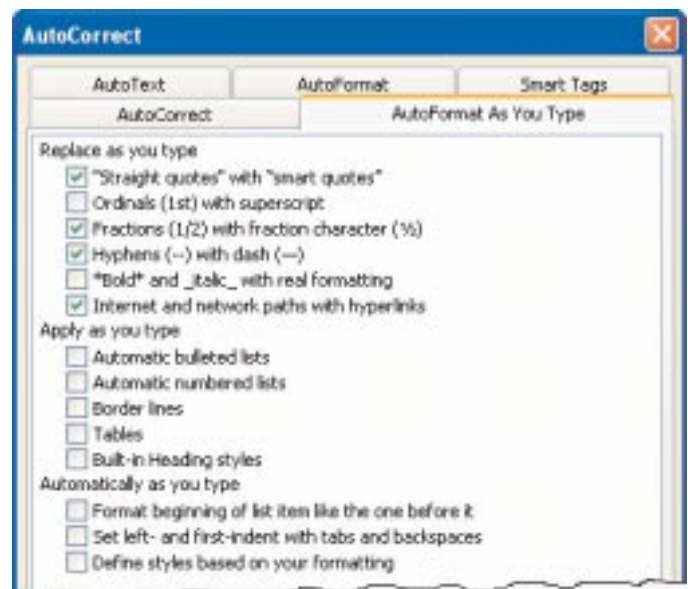 AutoCorrect
AutoText AutoFormat Smart Tags
AutoCorrect AutoFormat As You Type
Replace as you type
"Straight quotes" with “smart quotes”
Ordinals (1st) with superscript
Fractions (1/2) with fraction character (½)
Hyphens (--) with dash (—)
*Bold* and _italic_ with real formatting
Internet and network paths with hyperlinks
Apply as you type
Automatic bulleted lists
Automatic numbered lists
Border lines
Tables
Built-in Heading styles
Automatically as you type
Format beginning of list item like the one before it
Set left- and first-indent with tabs and backspaces
Define styles based on your formatting